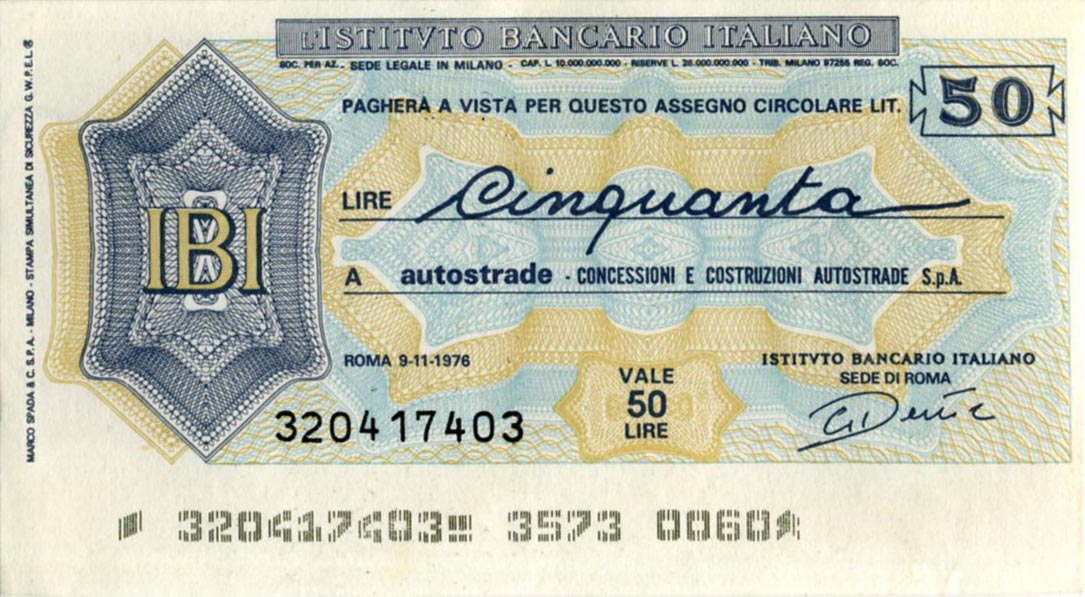 L'ISTITVTO BANCARIO ITALIANO
SOC. PER AZ. - SEDE LEGALE IN MILANO - CAP. L. 10.000.000.000 - RISERVE L. 26.000.000.000 - TRIB. MILANO 97256 REG. SOC.
PAGHERÀ A VISTA PER QUESTO ASSEGNO CIRCOLARE LIT. 50
LIRE Cinquanta
A autostrade - CONCESSIONI E COSTRUZIONI AUTOSTRADE S.p.A.
IBI
ROMA 9-11-1976
320417403
VALE
50
LIRE
ISTITVTO BANCARIO ITALIANO
SEDE DI ROMA
320417403 3573 0060
MARCO SPADA & C. S.P.A. - MILANO - STAMPA SIMULTANEA DI SICUREZZA G.W.P.E.L.®